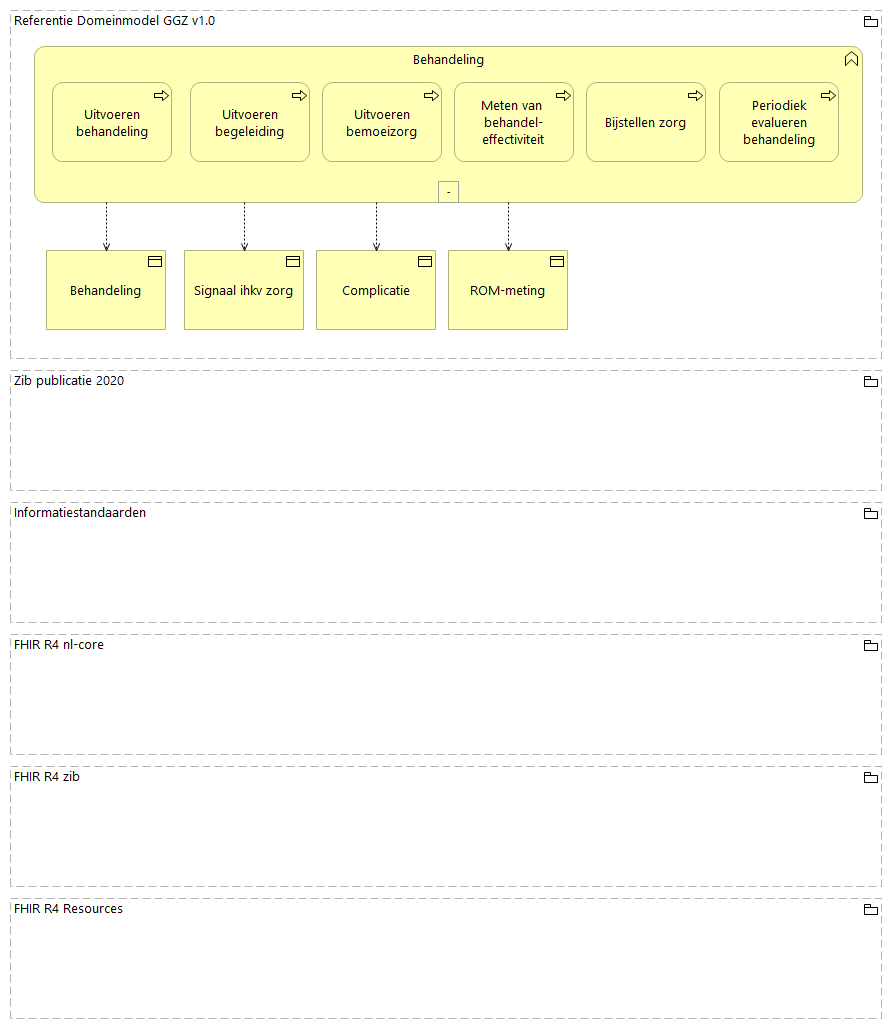 Referentie Domeinmodel GGZ v1.0
Behandeling
Uitvoeren
behandeling
Uitvoeren
begeleiding
Uitvoeren
bemoeizorg
Meten van
behandel-
effectiviteit
Bijstellen zorg
Periodiek
evalueren
behandeling
-
Behandeling
Signaal ihkv zorg
Complicatie
ROM-meting
Zib publicatie 2020
Informatiestandaarden
FHIR R4 nl-core
FHIR R4 zib
FHIR R4 Resources